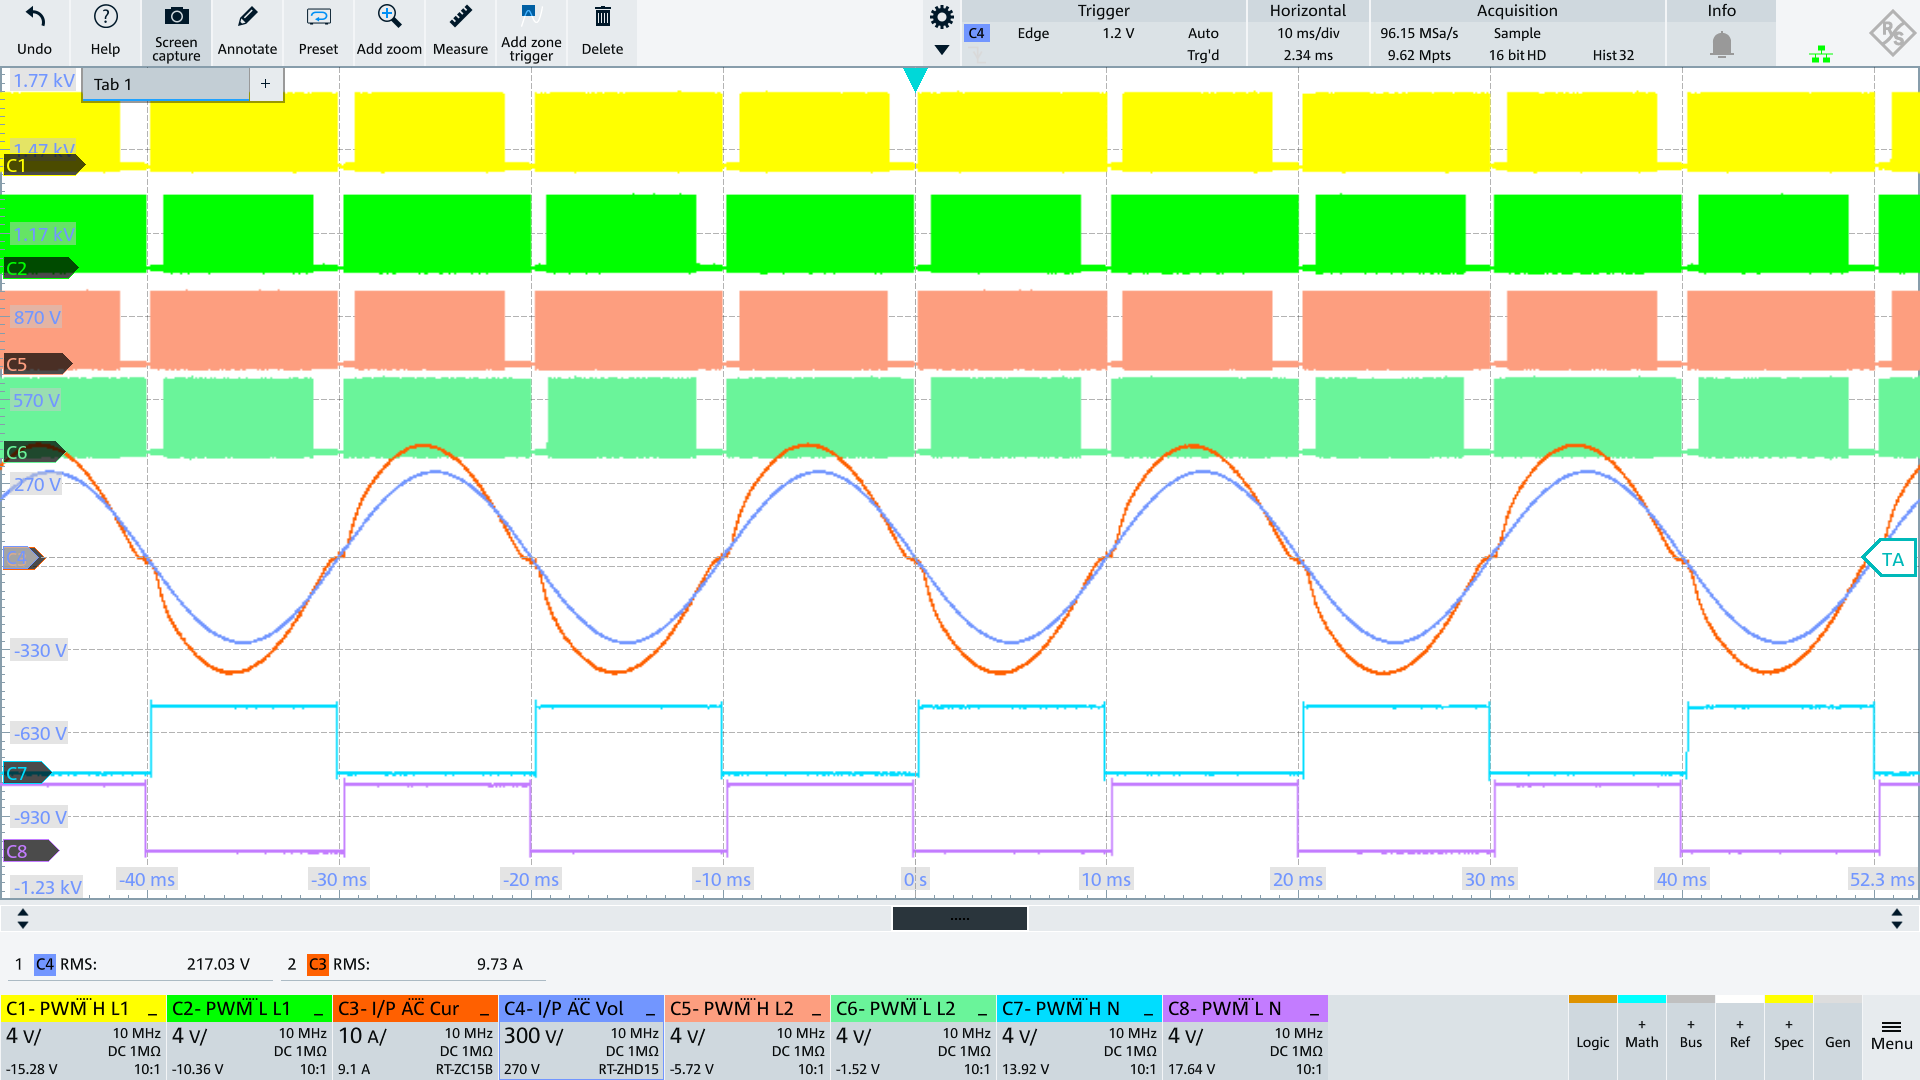 Undo
Help
Screen capture
Annotate
Preset
Add zoom
Measure
Add zone trigger
Delete
Trigger
C4 Edge 1.2 V Auto
Trg'd
Horizontal
10 ms/div
2.34 ms
Acquisition
96.15 MSa/s Sample
9.62 Mpts 16 bit HD Hist 32
Info
R&S
Tab 1 +
1.77 kV
1.47 kV
C1
1.17 kV
C2
870 V
C5
570 V
C6
270 V
C4
TA
-330 V
-630 V
C7
-930 V
C8
-1.23 kV
-40 ms -30 ms -20 ms -10 ms 0 s 10 ms 20 ms 30 ms 40 ms 52.3 ms
1 C4 RMS: 217.03 V 2 C3 RMS: 9.73 A
C1- PWM H L1
4 V/ 10 MHz
DC 1MΩ
-15.28 V 10:1
C2- PWM L L1
4 V/ 10 MHz
DC 1MΩ
-10.36 V 10:1
C3- I/P AC Cur
10 A/ 10 MHz
DC 1MΩ
9.1 A RT-ZC15B
C4- I/P AC Vol
300 V/ 10 MHz
DC 1MΩ
270 V RT-ZHD15
C5- PWM H L2
4 V/ 10 MHz
DC 1MΩ
-5.72 V 10:1
C6- PWM L L2
4 V/ 10 MHz
DC 1MΩ
-1.52 V 10:1
C7- PWM H N
4 V/ 10 MHz
DC 1MΩ
13.92 V 10:1
C8- PWM L N
4 V/ 10 MHz
DC 1MΩ
17.64 V 10:1
Logic
+ Math
+ Bus
+ Ref
+ Spec
Gen
Menu